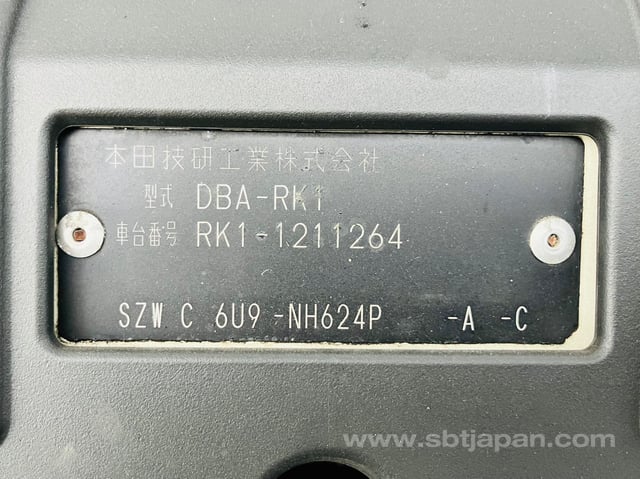 本田技研工業株式会社
型式 DBA-RK1
車台番号 RK1-1211264
SZW C 6U9 -NH624P -A -C
www.sbtjapan.com